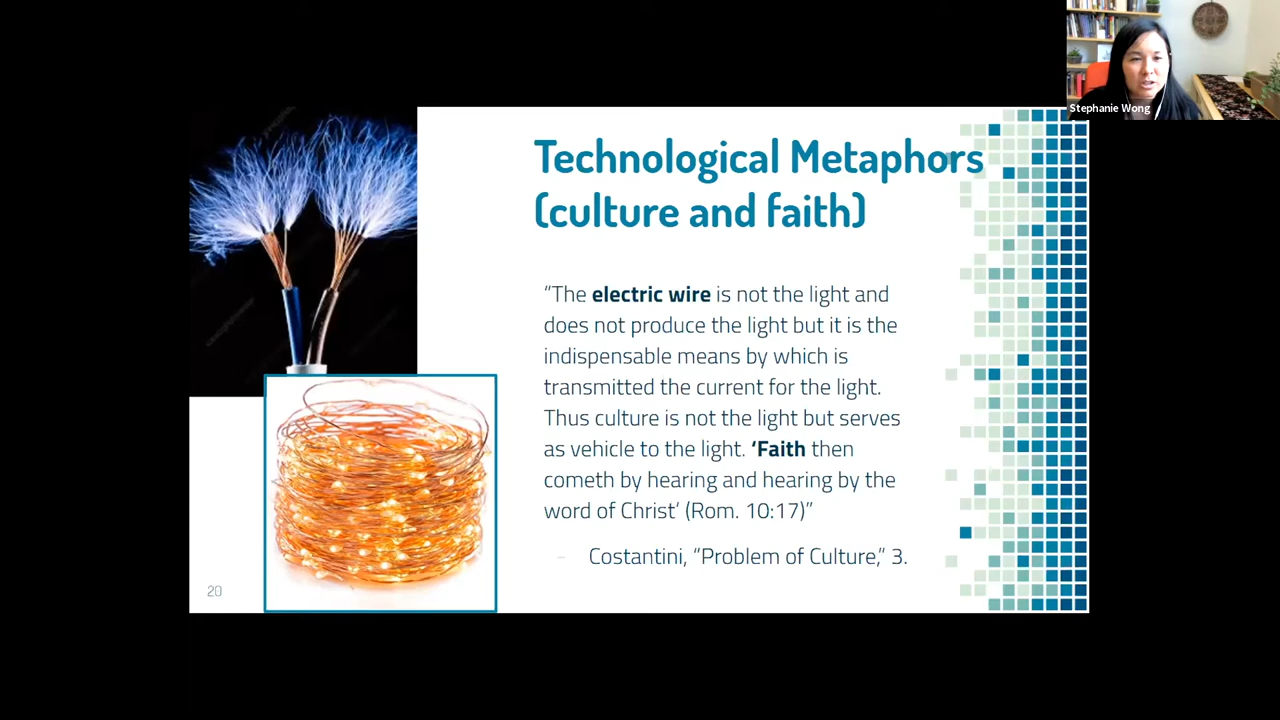 Stephanie Wong
Technological Metaphors
(culture and faith)
“The electric wire is not the light and
does not produce the light but it is the
indispensable means by which is
transmitted the current for the light.
Thus culture is not the light but serves
as vehicle to the light. ‘Faith then
cometh by hearing and hearing by the
word of Christ’ (Rom. 10:17)”
– Costantini, “Problem of Culture,” 3.
20